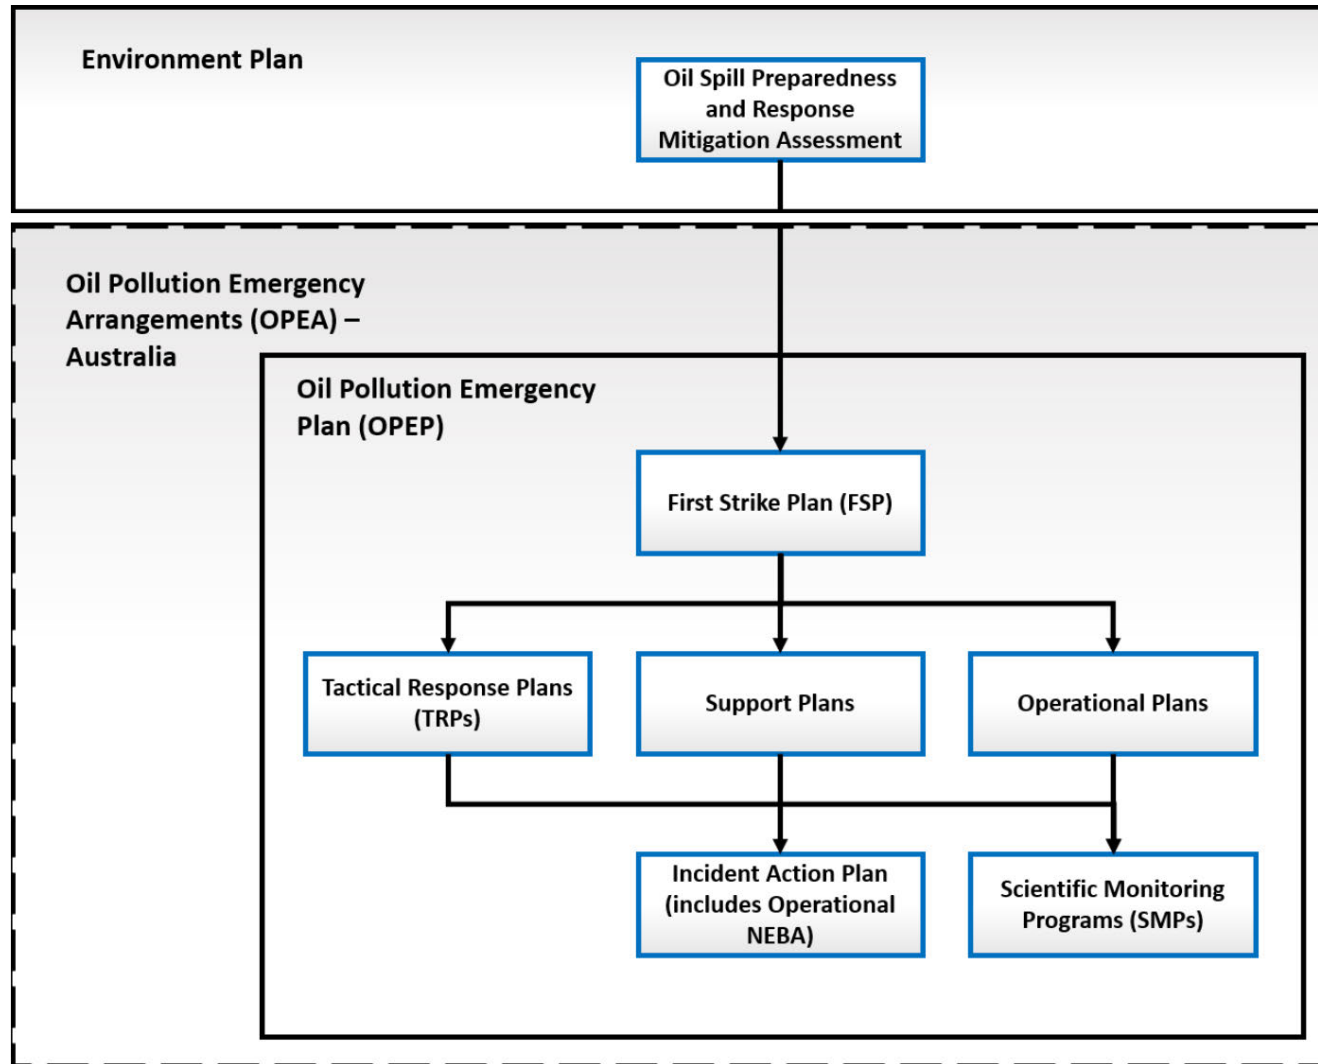 Environment Plan
Oil Spill Preparedness
and Response
Mitigation Assessment
Oil Pollution Emergency
Arrangements (OPEA) –
Australia
Oil Pollution Emergency
Plan (OPEP)
First Strike Plan (FSP)
Tactical Response Plans
(TRPs)
Support Plans
Operational Plans
Incident Action Plan
(includes Operational
NEBA)
Scientific Monitoring
Programs (SMPs)